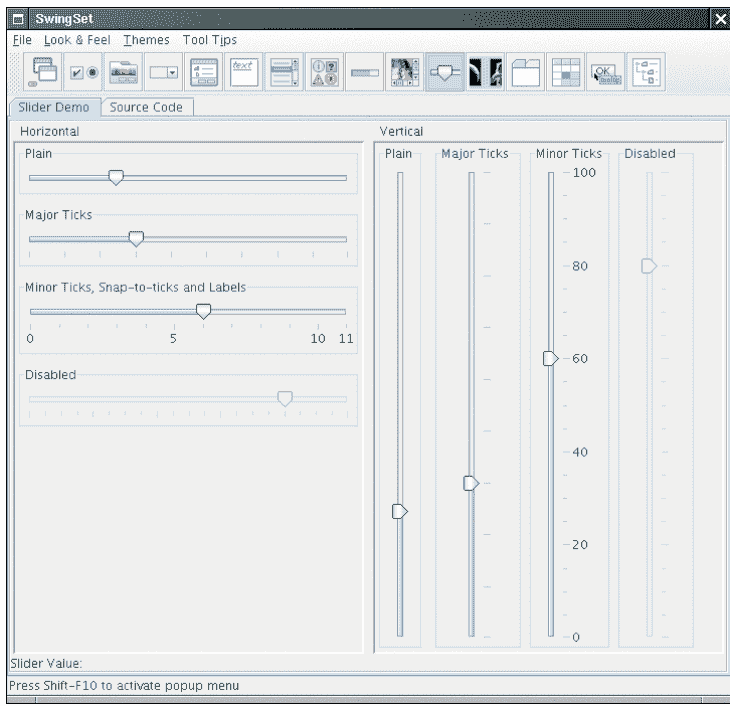 SwingSet
File Look & Feel Themes Tool Tips
text
OK
Slider Demo Source Code
Horizontal
Plain
Major Ticks
Minor Ticks, Snap-to-ticks and Labels
0 5 10 11
Disabled
Vertical
Plain Major Ticks Minor Ticks Disabled
100
80
60
40
20
0
Slider Value:
Press Shift-F10 to activate popup menu